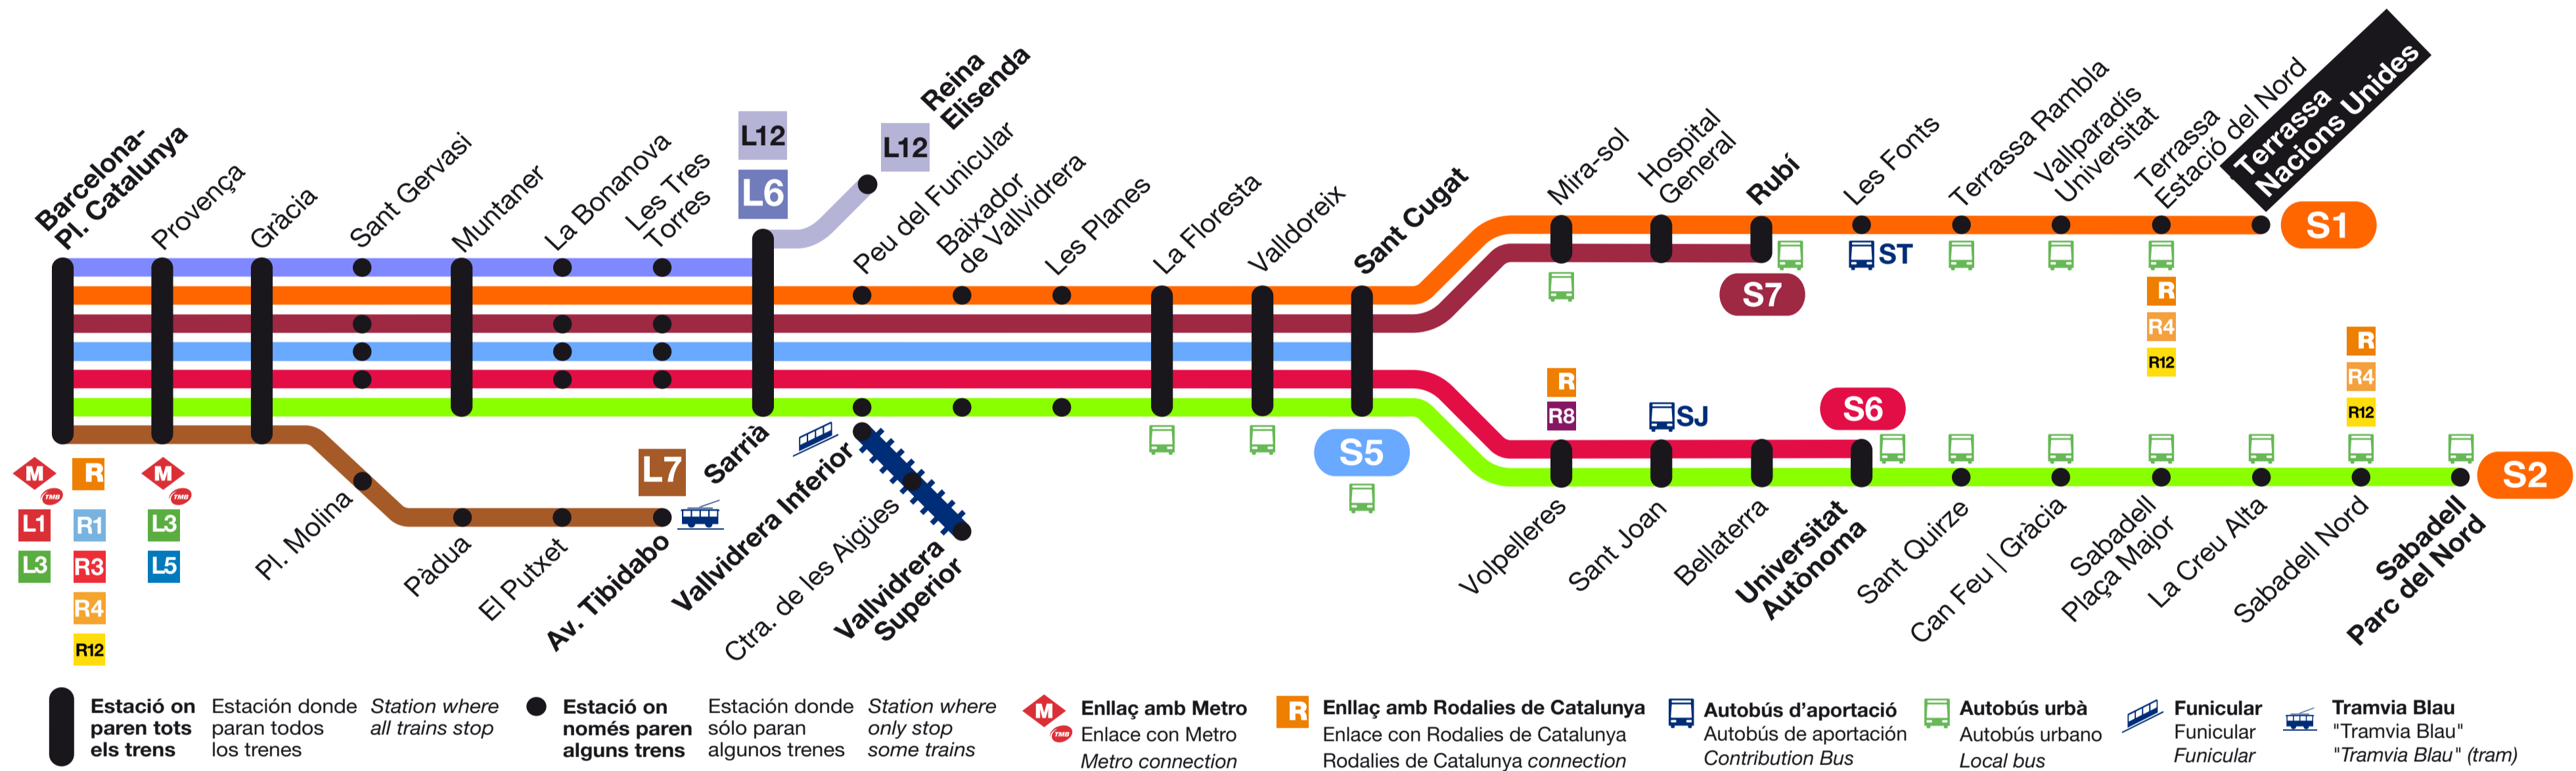 Barcelona-
Pl. Catalunya
Provença
Gràcia
Sant Gervasi
Muntaner
La Bonanova
Les Tres
Torres
L12
L6
L12
Reina
Elisenda
Peu del Funicular
Baixador
de Vallvidrera
Les Planes
La Floresta
Valldoreix
Sant Cugat
Mira-sol
Hospital
General
Rubí
Les Fonts
Terrassa Rambla
Vallparadís
Universitat
Terrassa
Estació del Nord
Terrassa
Nacions Unides
S1
ST
S7
R
R4
R12
M
TMB
L1
L3
R
R1
R3
R4
R12
M
TMB
L3
L5
Pl. Molina
Pàdua
El Putxet
Av. Tibidabo
L7
Sarrià
Vallvidrera Inferior
Ctra. de les Aigües
Vallvidrera
Superior
S5
R
R8
SJ
S6
R
R4
R12
S2
Volpelleres
Sant Joan
Bellaterra
Universitat
Autònoma
Sant Quirze
Can Feu | Gràcia
Sabadell
Plaça Major
La Creu Alta
Sabadell Nord
Sabadell
Parc del Nord
Estació on
paren tots
els trens
Estación donde
paran todos
los trenes
Station where
all trains stop
Estació on
només paren
alguns trens
Estación donde
sólo paran
algunos trenes
Station where
only stop
some trains
M
TMB
Enllaç amb Metro
Enlace con Metro
Metro connection
R
Enllaç amb Rodalies de Catalunya
Enlace con Rodalies de Catalunya
Rodalies de Catalunya connection
Autobús d'aportació
Autobús de aportación
Contribution Bus
Autobús urbà
Autobús urbano
Local bus
Funicular
Funicular
Funicular
Tramvia Blau
"Tramvia Blau"
"Tramvia Blau" (tram)